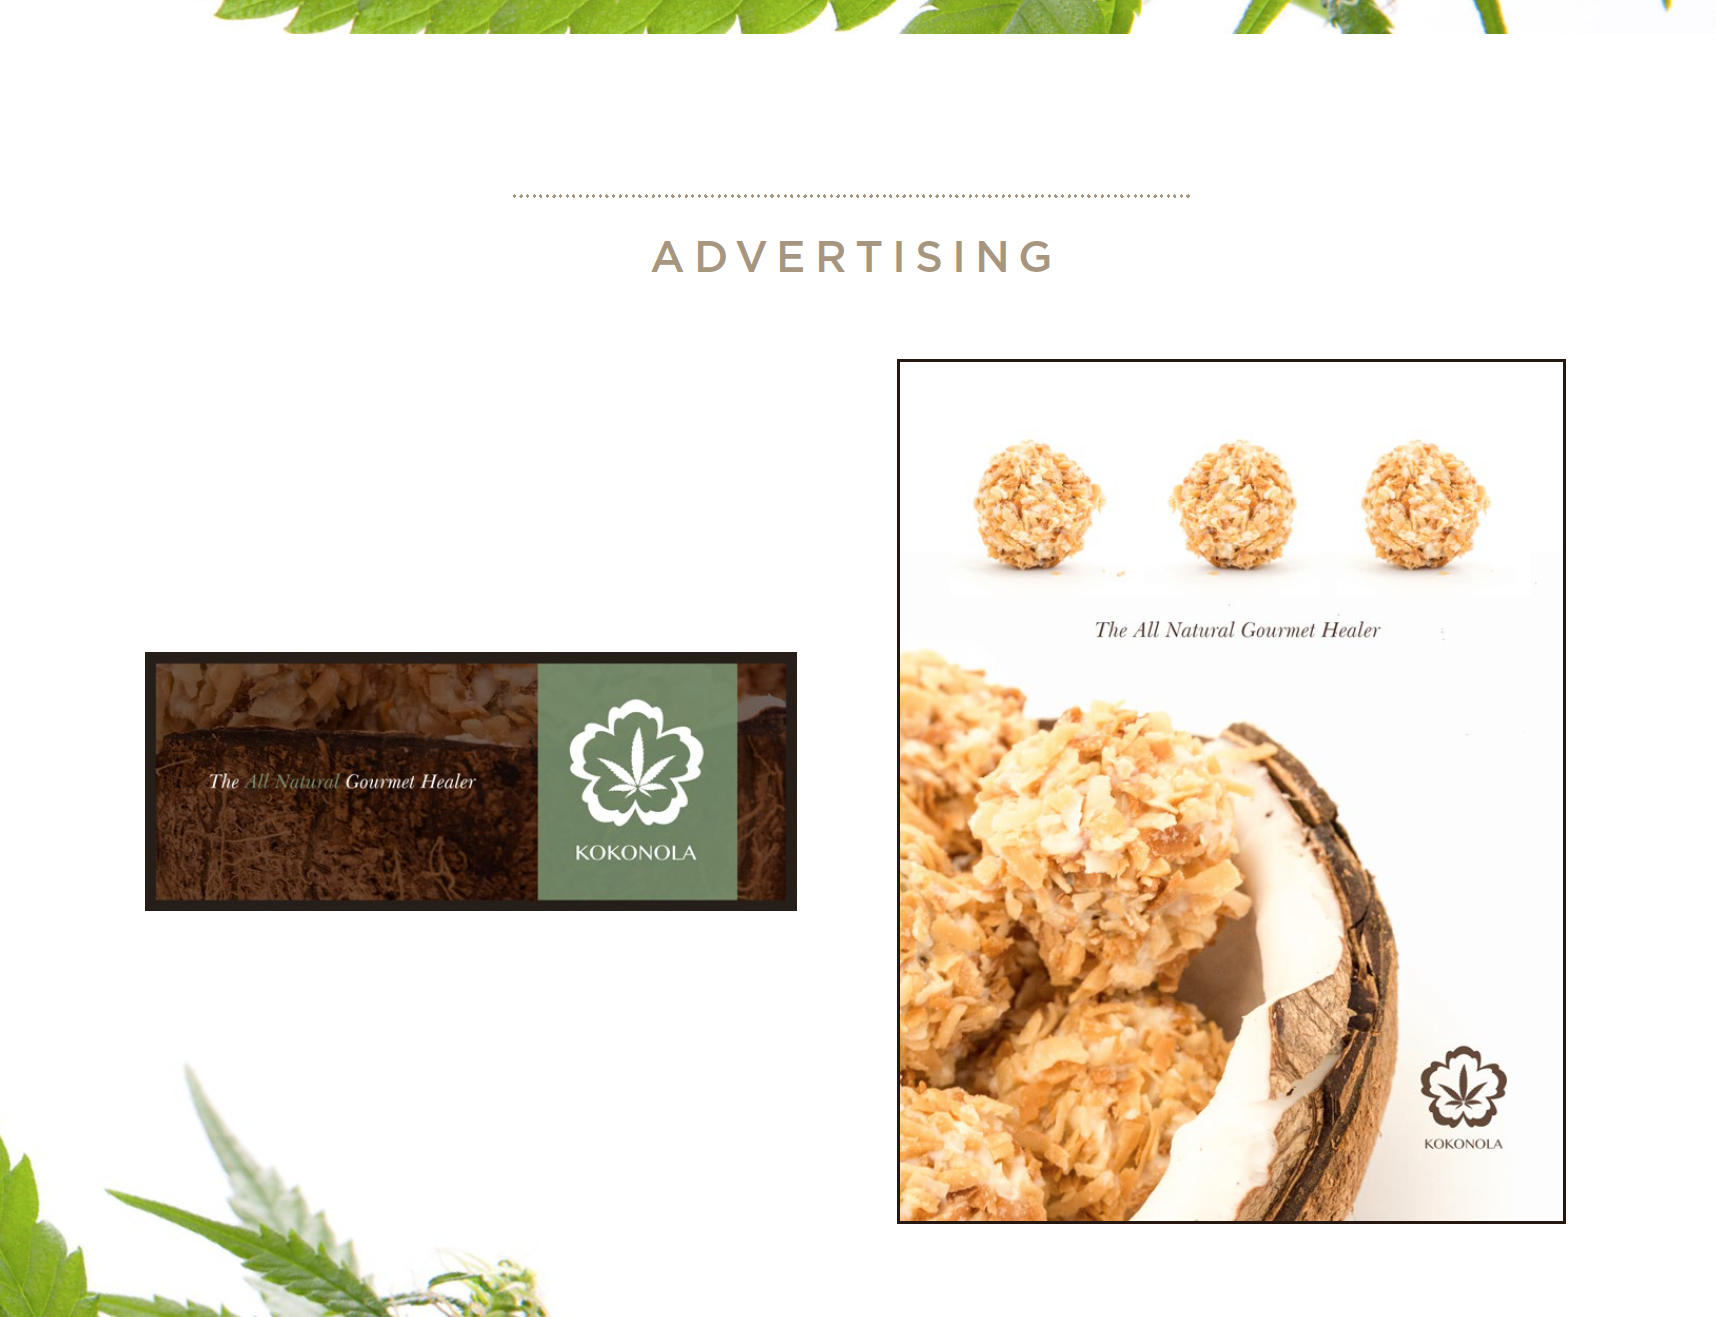 ADVERTISING
The All Natural Gourmet Healer
KOKONOLA
The All Natural Gourmet Healer
KOKONOLA